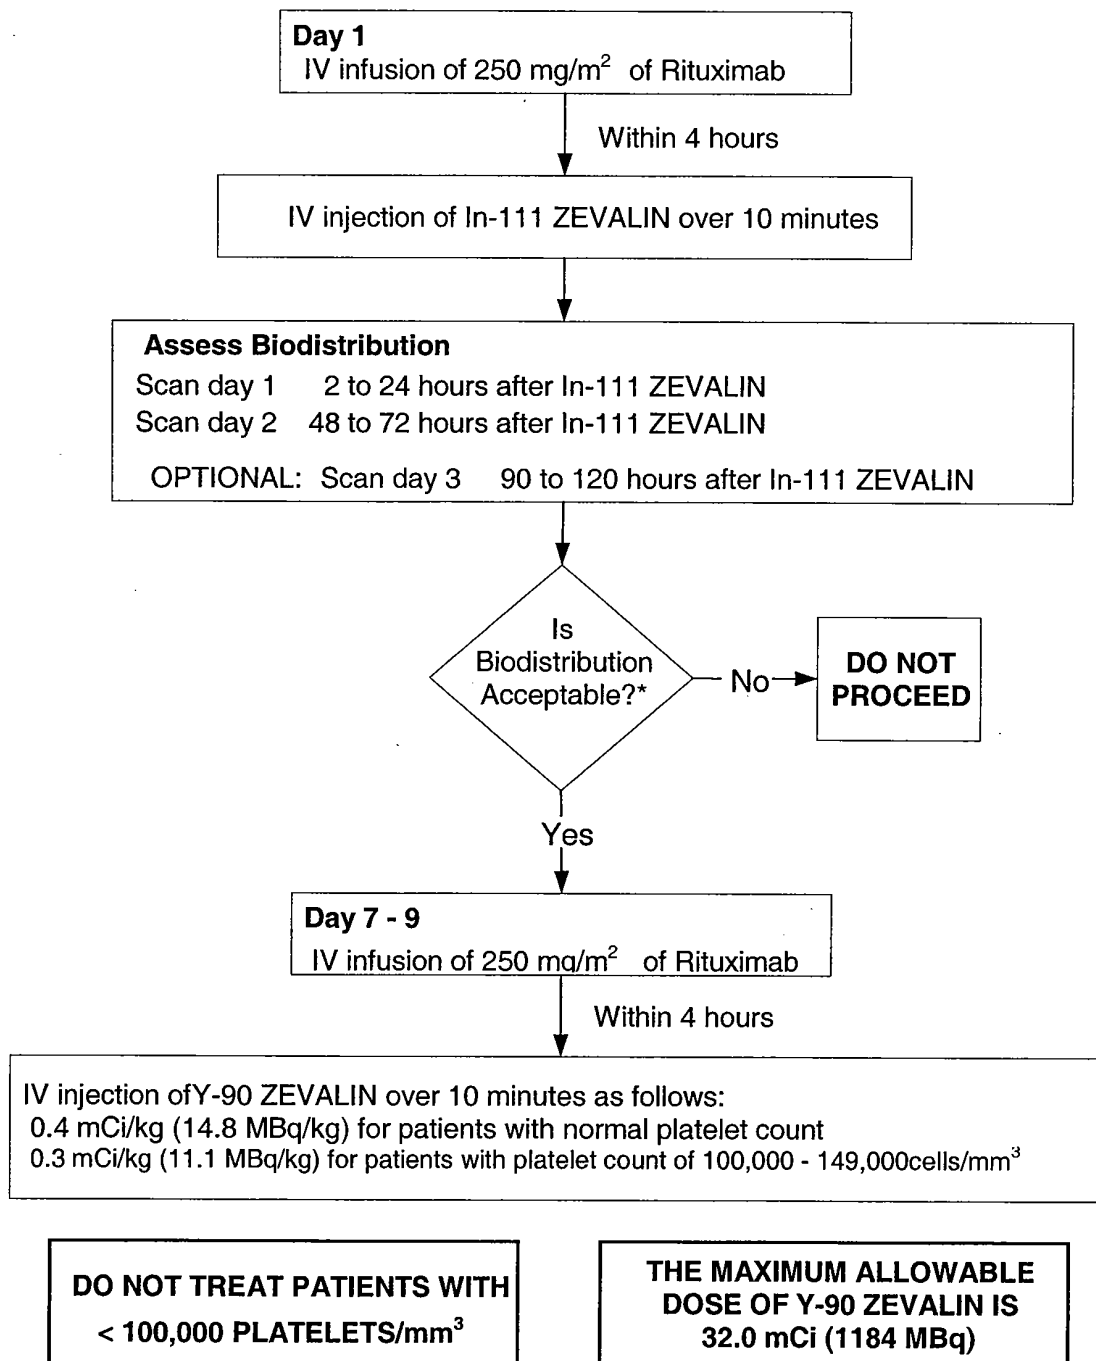 Day 1
IV infusion of 250 mg/m² of Rituximab
Within 4 hours
IV injection of In-111 ZEVALIN over 10 minutes
Assess Biodistribution
Scan day 1 2 to 24 hours after In-111 ZEVALIN
Scan day 2 48 to 72 hours after In-111 ZEVALIN
OPTIONAL: Scan day 3 90 to 120 hours after In-111 ZEVALIN
Is
Biodistribution
Acceptable?*
No
DO NOT
PROCEED
Yes
Day 7 - 9
IV infusion of 250 mg/m² of Rituximab
Within 4 hours
IV injection ofY-90 ZEVALIN over 10 minutes as follows:
0.4 mCi/kg (14.8 MBq/kg) for patients with normal platelet count
0.3 mCi/kg (11.1 MBq/kg) for patients with platelet count of 100,000 - 149,000cells/mm³
DO NOT TREAT PATIENTS WITH
< 100,000 PLATELETS/mm³
THE MAXIMUM ALLOWABLE
DOSE OF Y-90 ZEVALIN IS
32.0 mCi (1184 MBq)